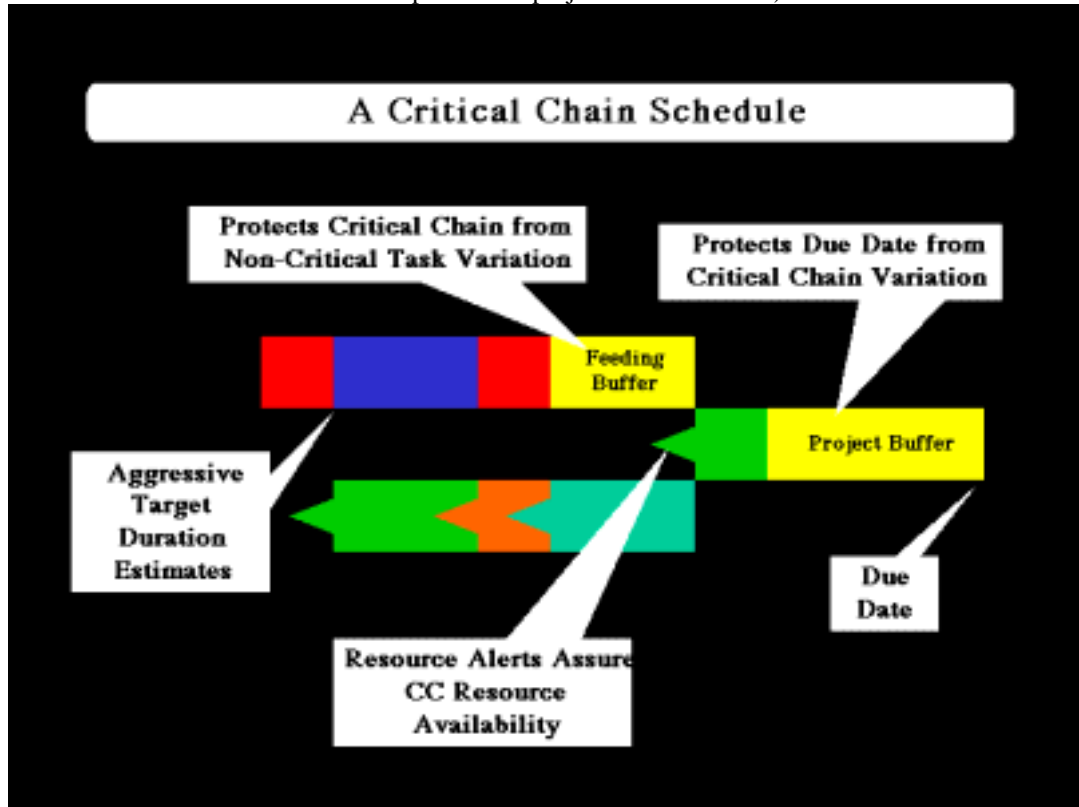 A Critical Chain Schedule
Protects Critical Chain from
Non-Critical Task Variation
Protects Due Date from
Critical Chain Variation
Feeding
Buffer
Project Buffer
Aggressive
Target
Duration
Estimates
Due
Date
Resource Alerts Assure
CC Resource
Availability